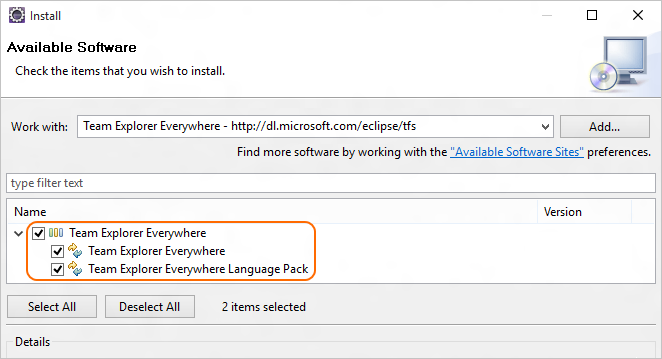 Install
Available Software
Check the items that you wish to install.
Work with: Team Explorer Everywhere - http://dl.microsoft.com/eclipse/tfs Add...
Find more software by working with the "Available Software Sites" preferences.
type filter text
Name Version
Team Explorer Everywhere
Team Explorer Everywhere
Team Explorer Everywhere Language Pack
Select All Deselect All 2 items selected
Details